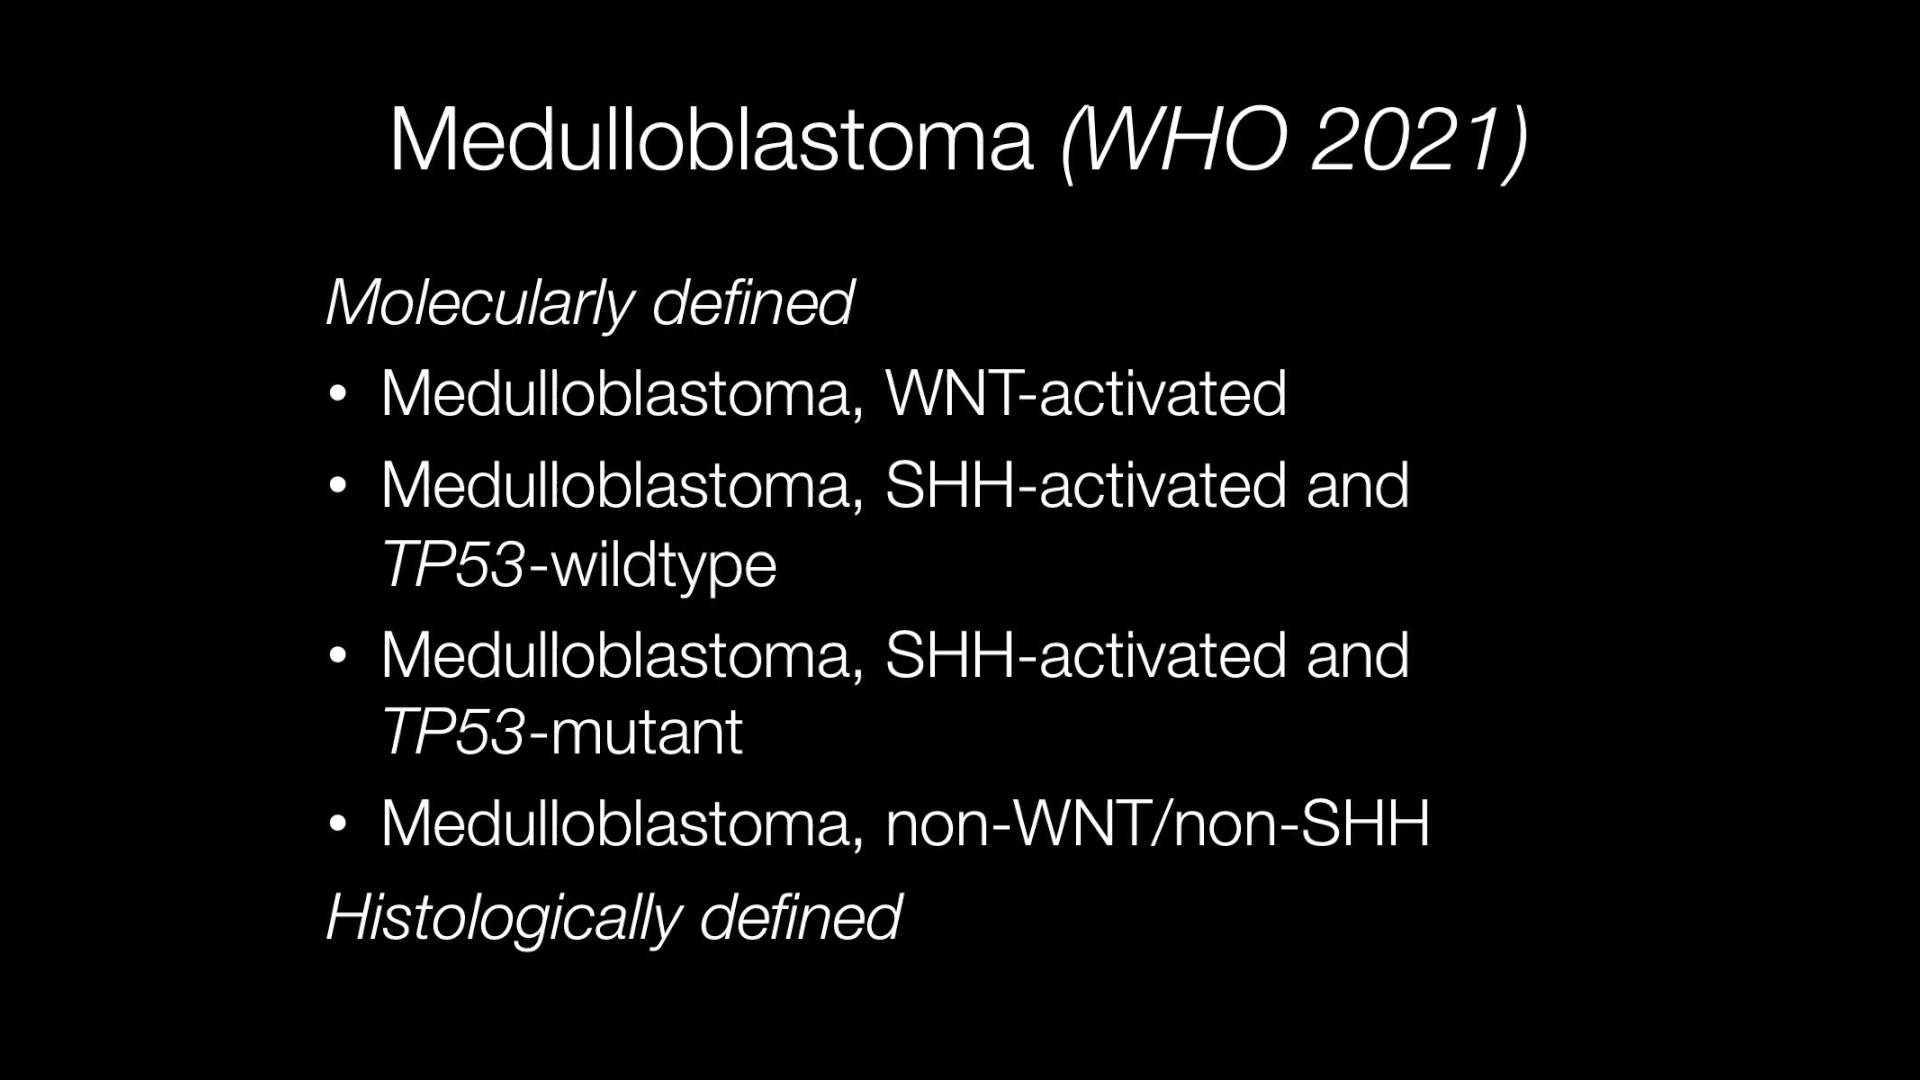 Medulloblastoma (WHO 2021)
Molecularly defined
• Medulloblastoma, WNT-activated
• Medulloblastoma, SHH-activated and
TP53-wildtype
• Medulloblastoma, SHH-activated and
TP53-mutant
• Medulloblastoma, non-WNT/non-SHH
Histologically defined